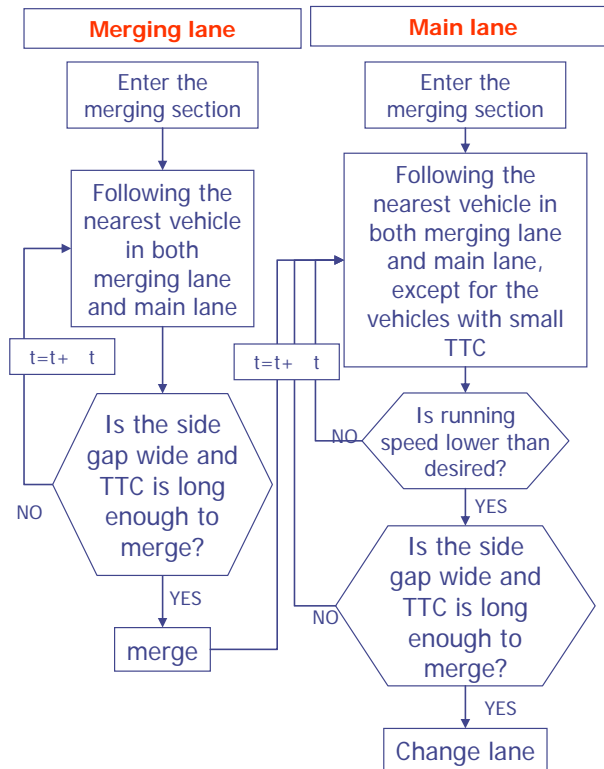 Merging lane
Enter the
merging section
Following the
nearest vehicle
in both
merging lane
and main lane
t=t+ t
Is the side
gap wide and
TTC is long
enough to
merge?
NO
YES
merge
Main lane
Enter the
merging section
Following the
nearest vehicle in
both merging lane
and main lane,
except for the
vehicles with small
TTC
t=t+ t
Is running
speed lower than
desired?
NO
YES
Is the side
gap wide and
TTC is long
enough to
merge?
NO
YES
Change lane